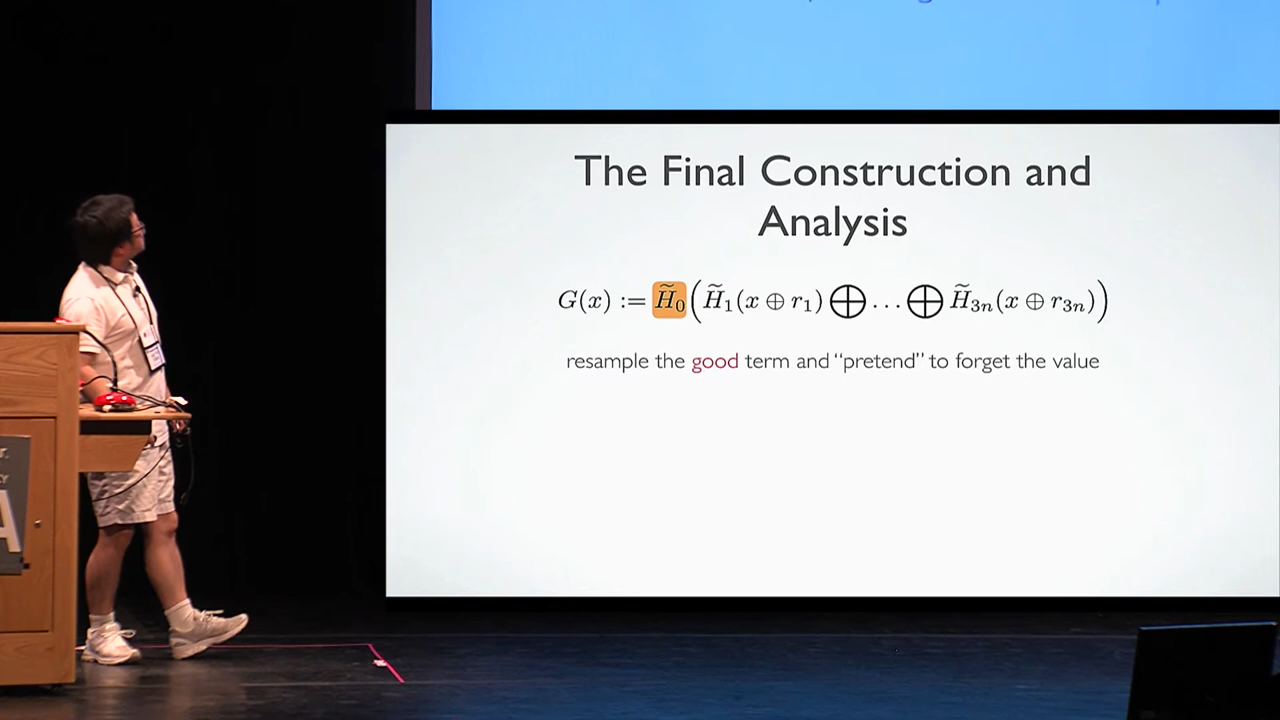 The Final Construction and
Analysis
G(x) := H̃₀(H̃₁(x ⊕ r₁) ⊕ … ⊕ H̃₃ₙ(x ⊕ r₃ₙ))
resample the good term and “pretend” to forget the value